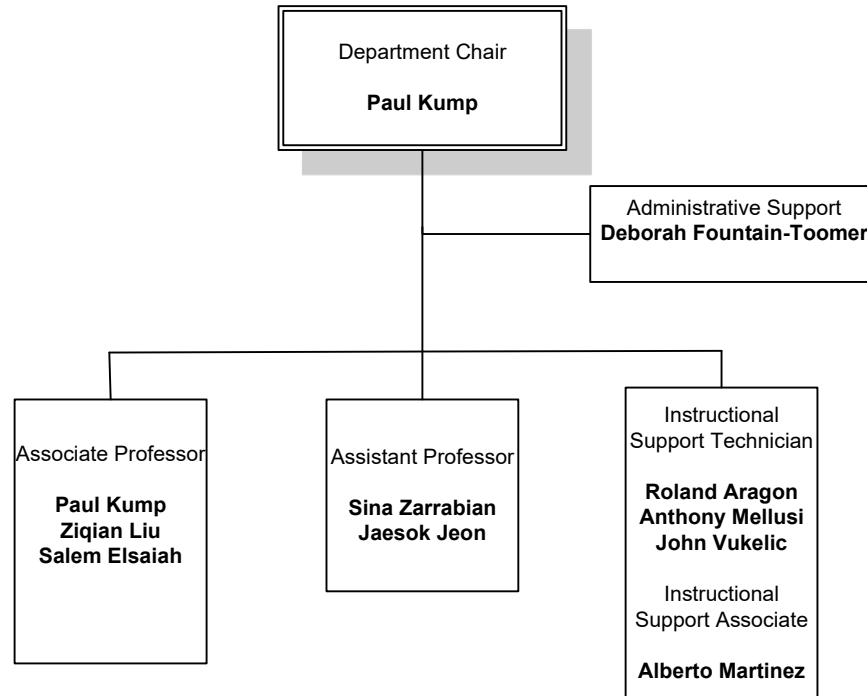 Department Chair
Paul Kump
Administrative Support
Deborah Fountain-Toomer
Associate Professor
Paul Kump
Ziqian Liu
Salem Elsaiah
Assistant Professor
Sina Zarrabian
Jaesok Jeon
Instructional
Support Technician
Roland Aragon
Anthony Mellusi
John Vukelic
Instructional
Support Associate
Alberto Martinez